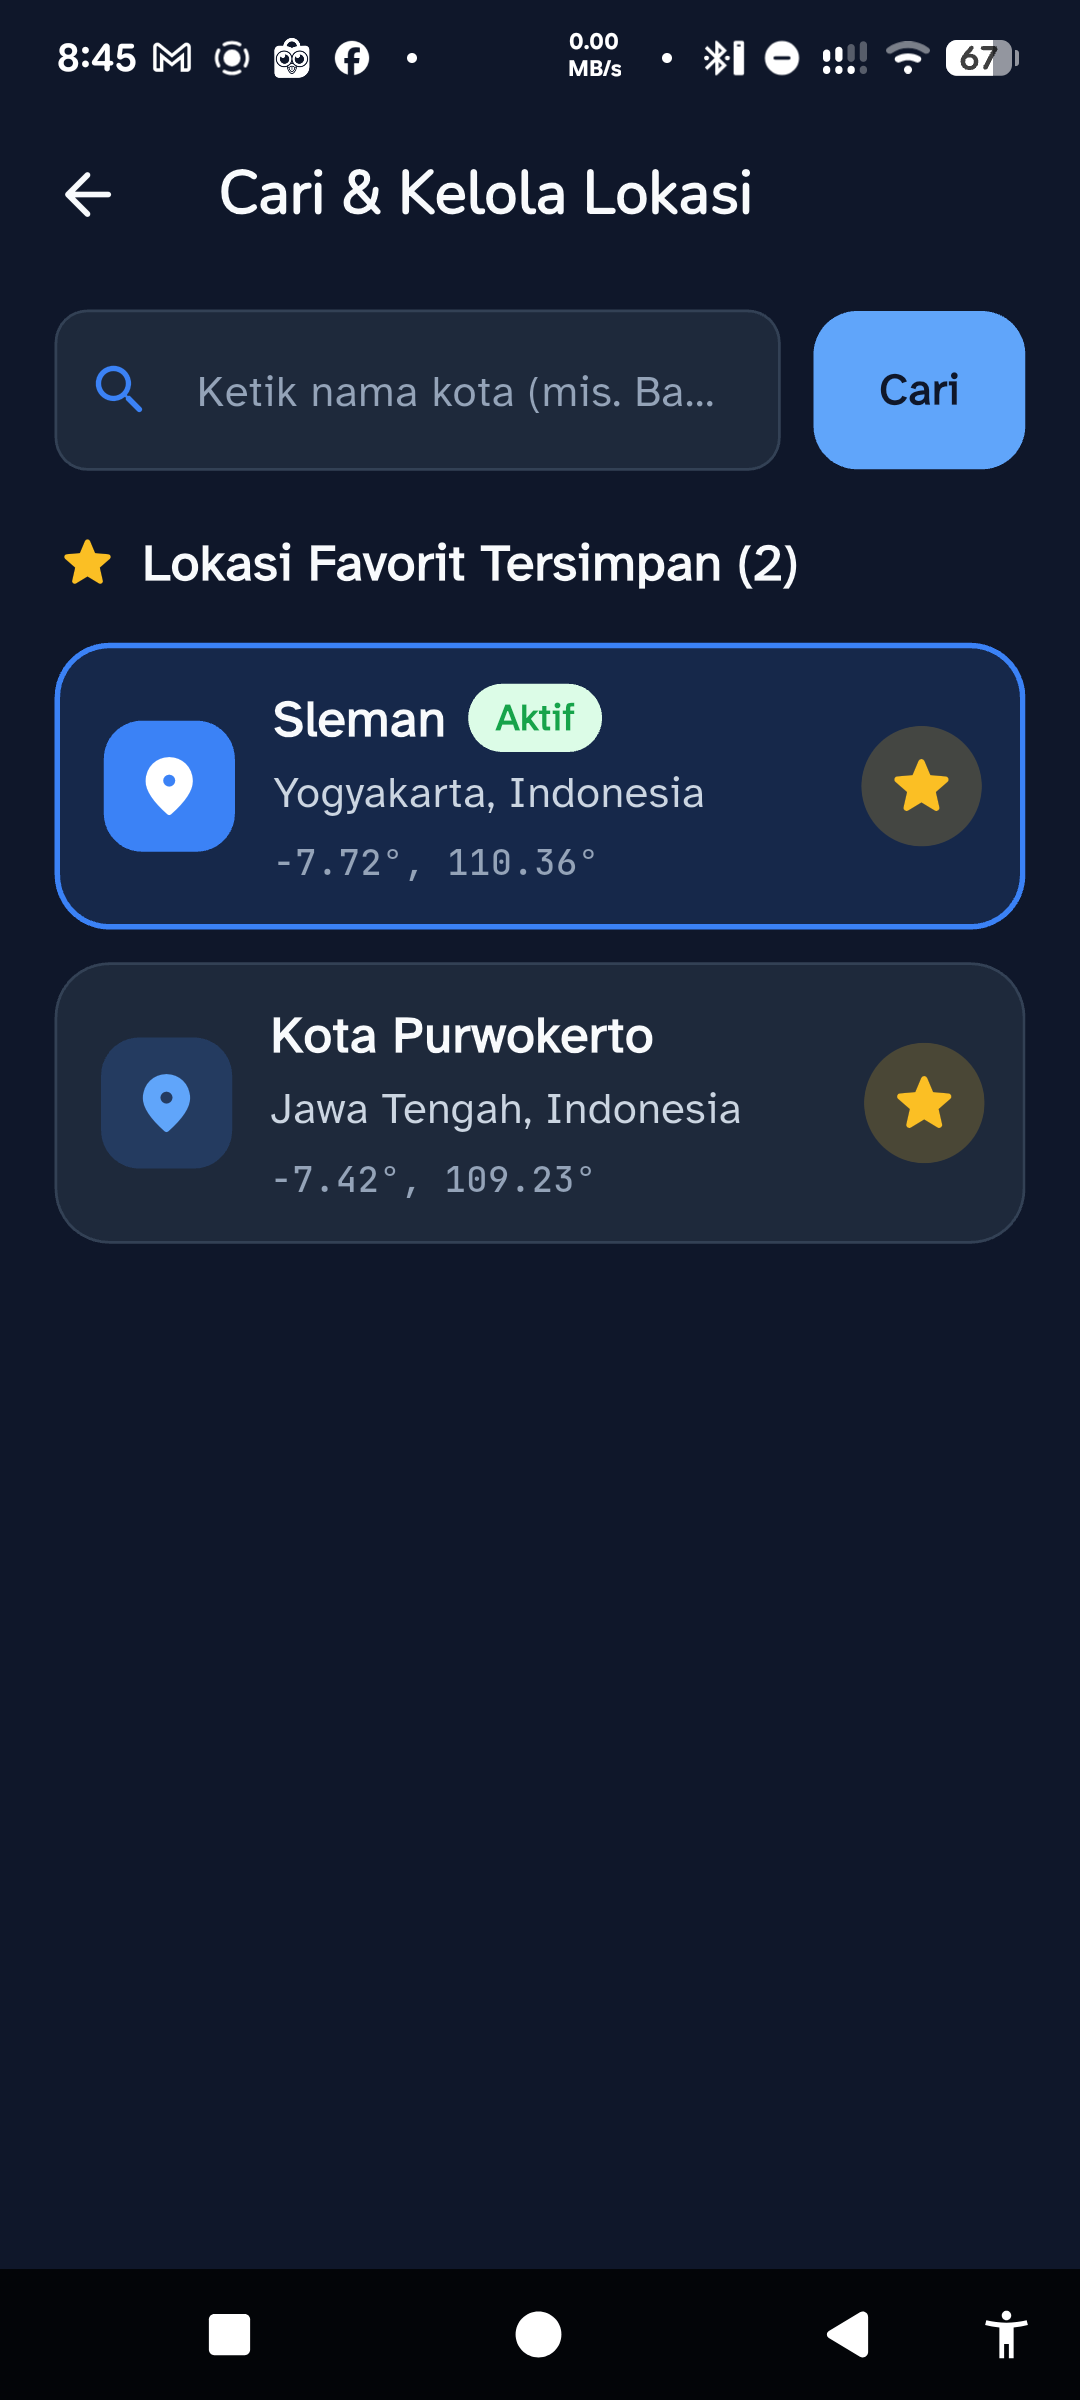 8:45
0.00
MB/s
67
Cari & Kelola Lokasi
Ketik nama kota (mis. Ba...
Cari
Lokasi Favorit Tersimpan (2)
Sleman
Aktif
Yogyakarta, Indonesia
-7.72°, 110.36°
Kota Purwokerto
Jawa Tengah, Indonesia
-7.42°, 109.23°